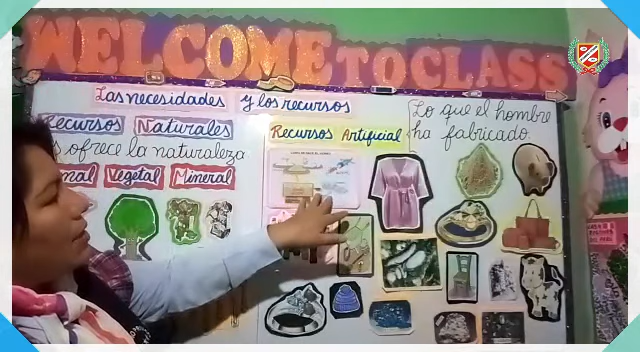 WELCOME TO CLASS
Las necesidades y los recursos
Recursos Naturales
ofrece la naturaleza
Vegetal Mineral
Recursos Artificial
Lo que el hombre
ha fabricado.